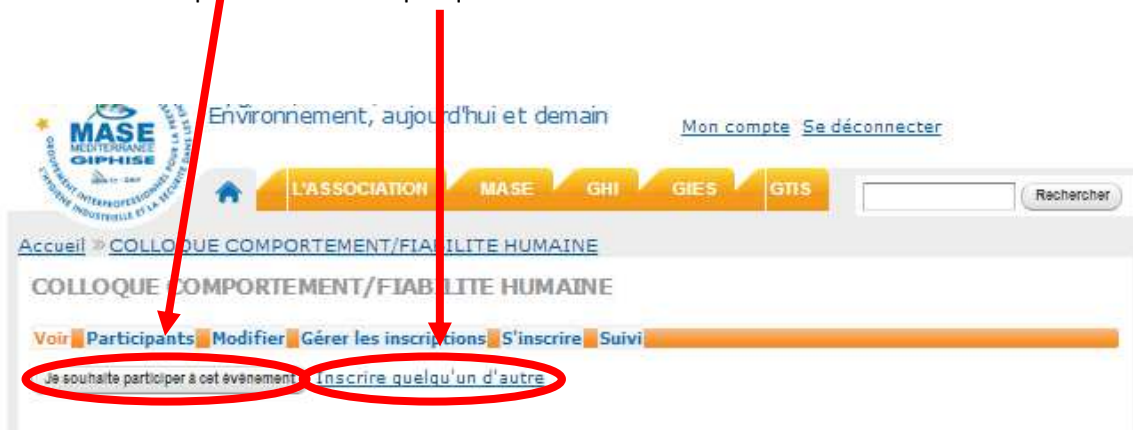 Environnement, aujourd'hui et demain
Mon compte Se déconnecter
MASE
MEDITERRANEE
GIPHISE
L'ASSOCIATION MASE GHI GIES GTIS
Rechercher
Accueil » COLLOQUE COMPORTEMENT/FIABILITE HUMAINE
COLLOQUE COMPORTEMENT/FIABILITE HUMAINE
Voir Participants Modifier Gérer les inscriptions S'inscrire Suivi
Je souhaite participer à cet évènement Inscrire quelqu'un d'autre